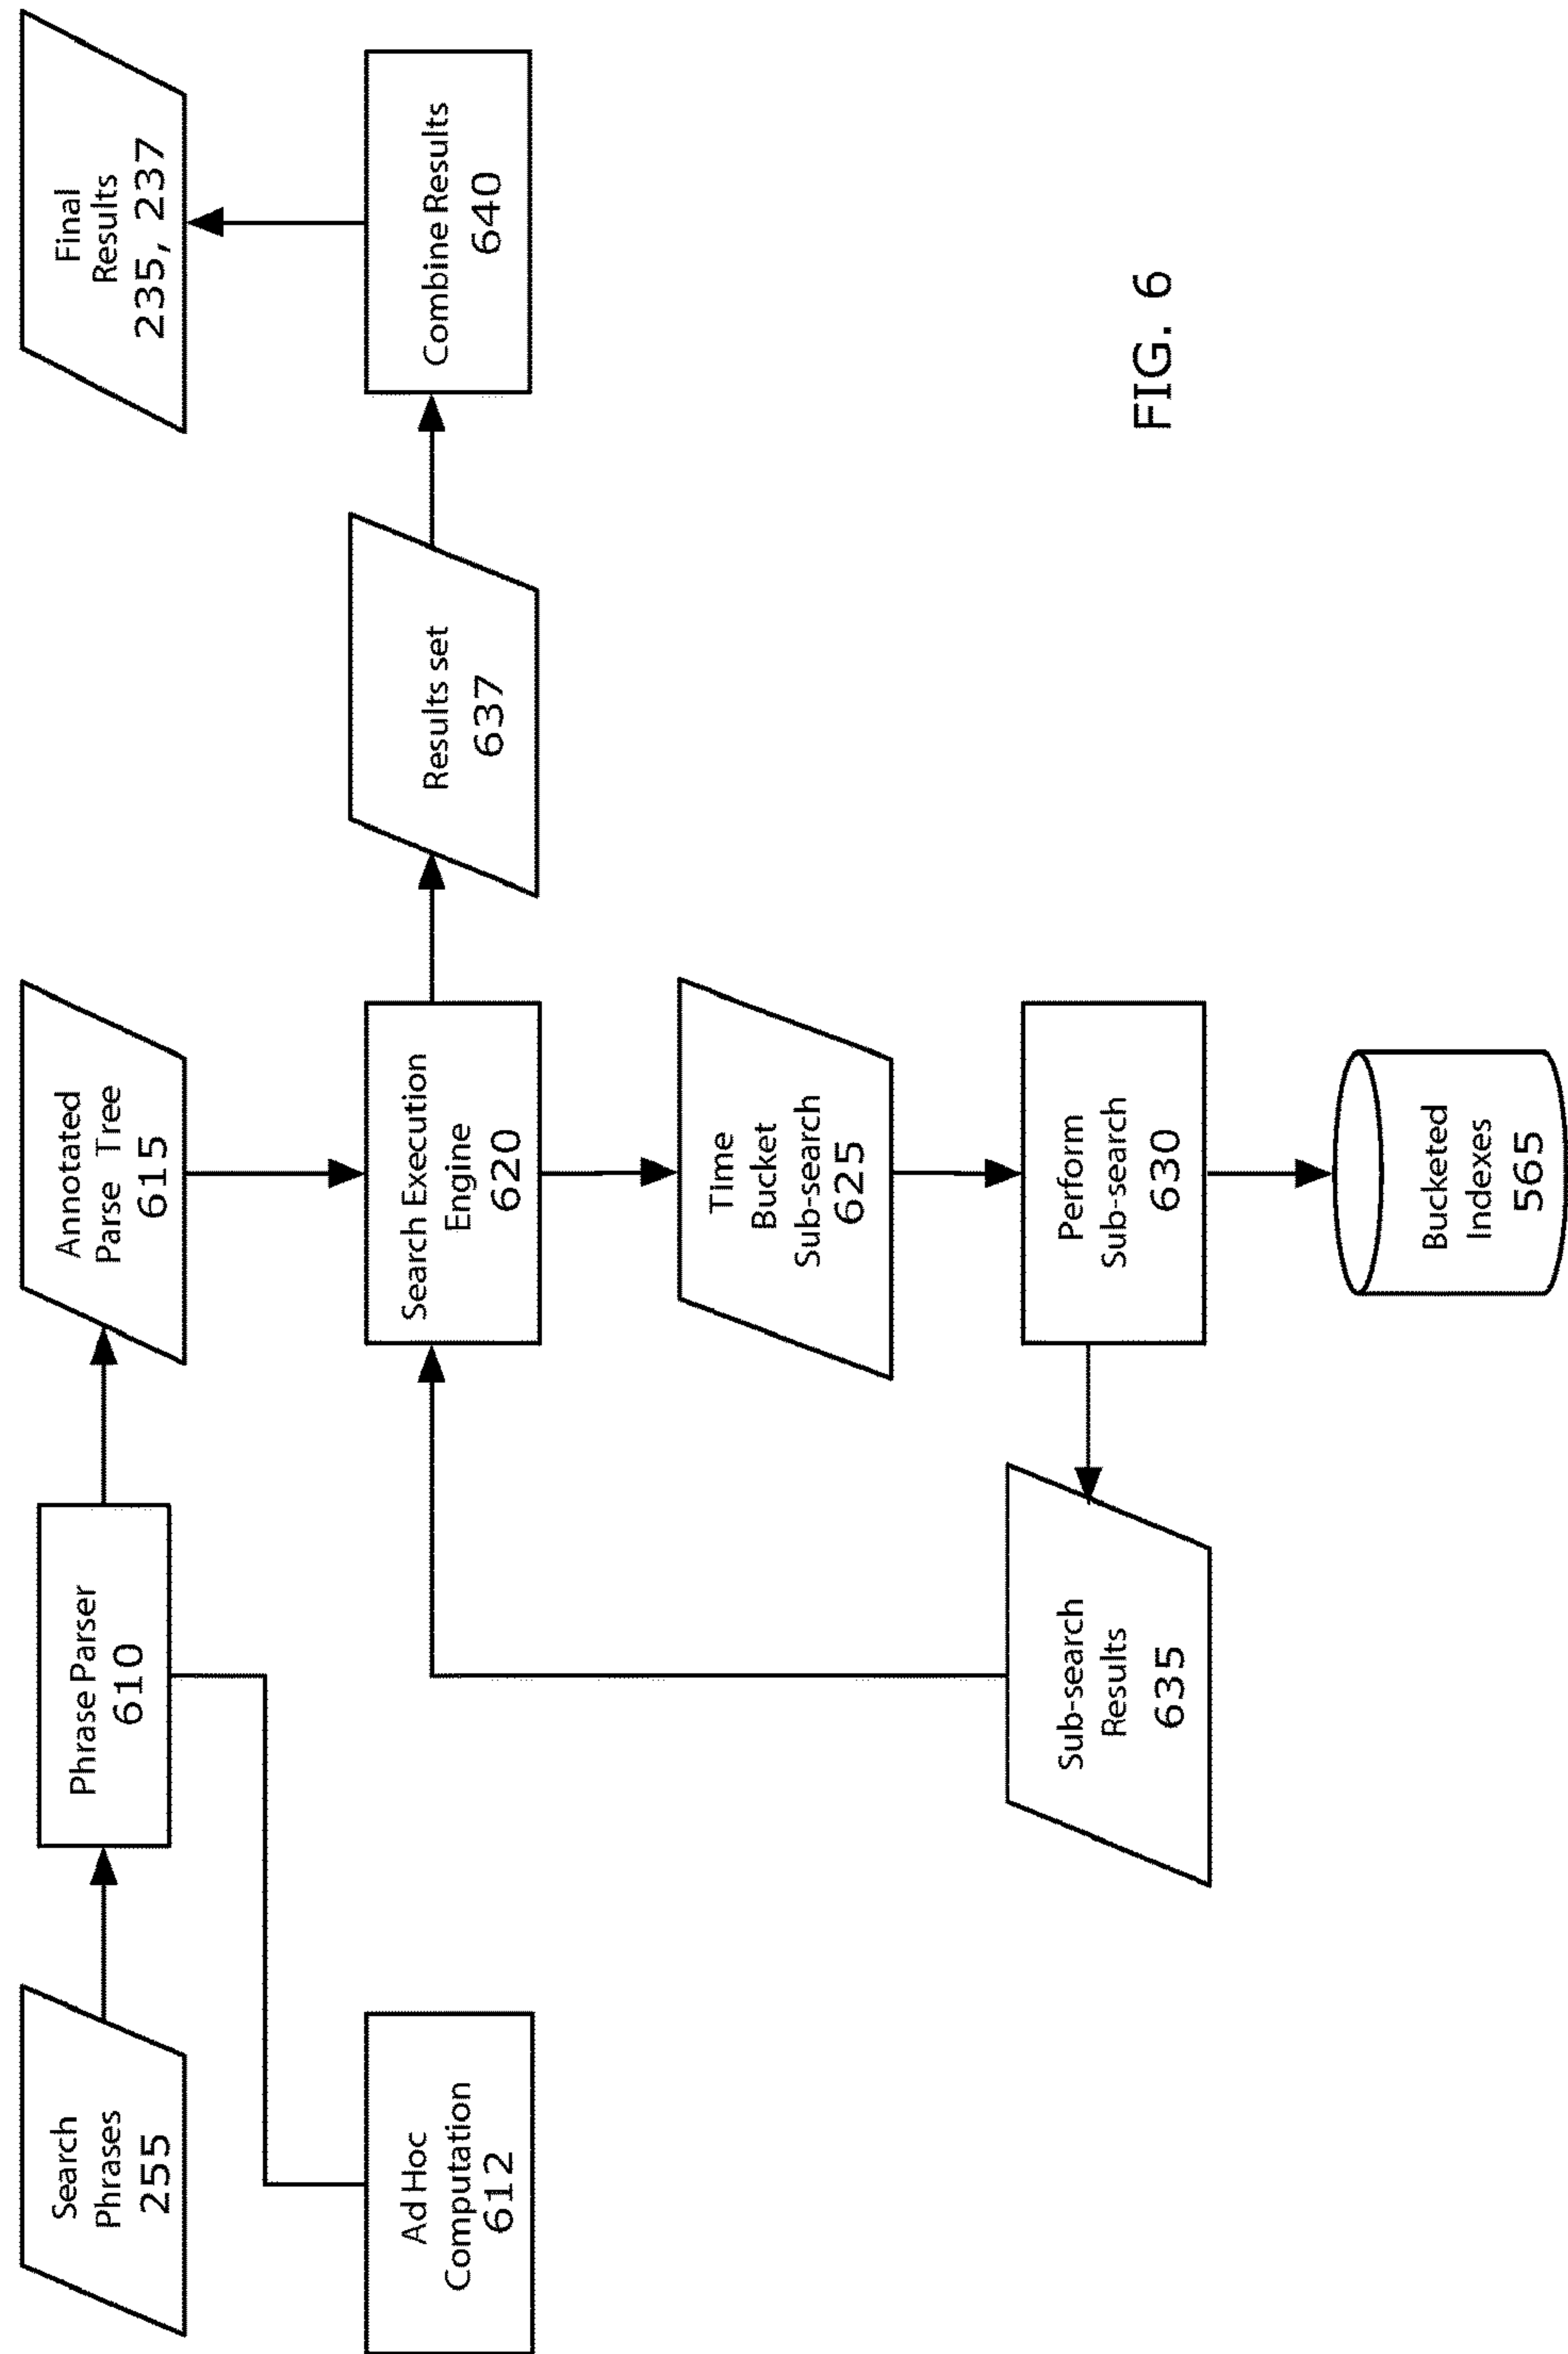 Search
Phrases
255
Phrase Parser
610
Annotated
Parse Tree
615
Final
Results
235, 237
Ad Hoc
Computation
612
Search Execution
Engine
620
Results set
637
Combine Results
640
Time
Bucket
Sub-search
625
Sub-search
Results
635
Perform
Sub-search
630
Bucketed
Indexes
565
FIG. 6